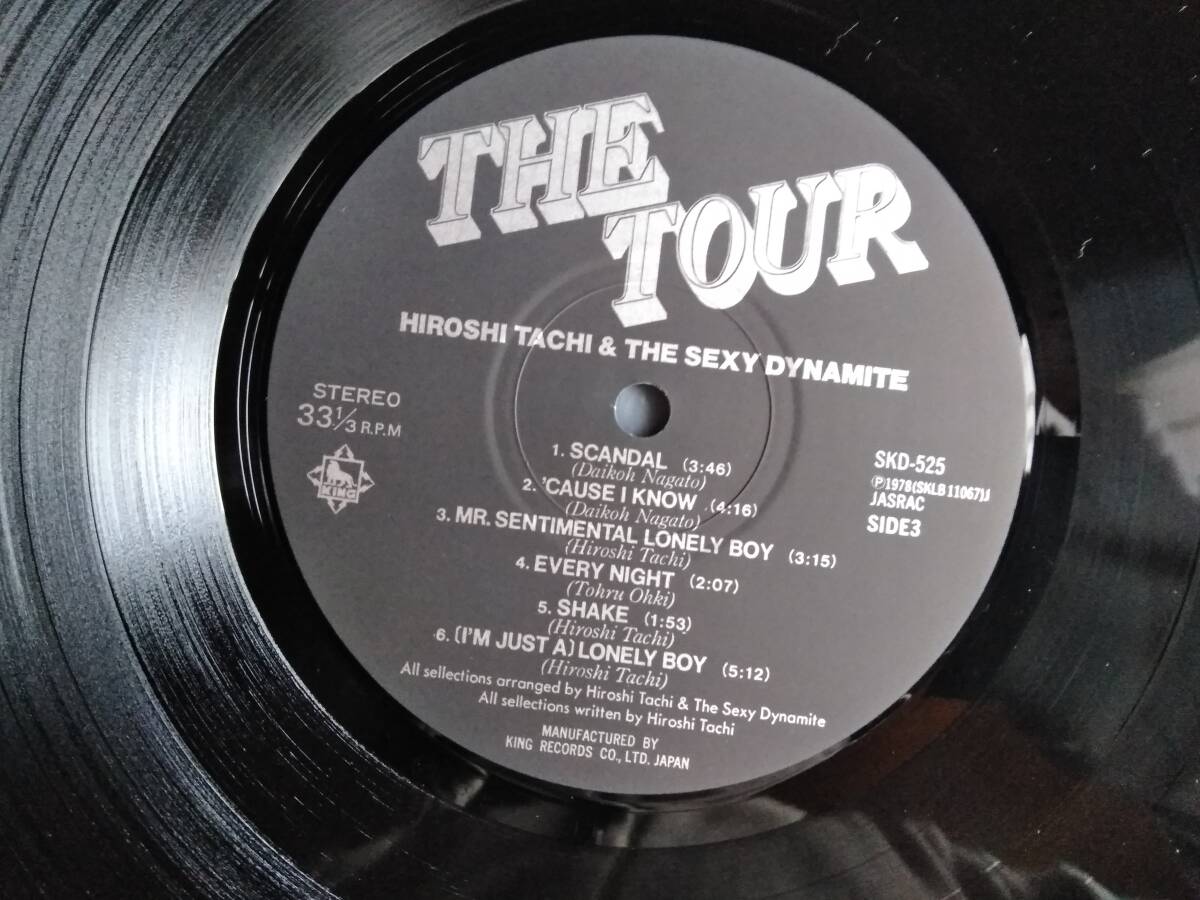 THE
TOUR
HIROSHI TACHI & THE SEXY DYNAMITE
STEREO
33 1/3 R.P.M
KING
SKD-525
Ⓟ1978(SKLB 11067)J
JASRAC
SIDE3
1. SCANDAL (3:46)
(Daikoh Nagato)
2. 'CAUSE I KNOW (4:16)
(Daikoh Nagato)
3. MR. SENTIMENTAL LONELY BOY (3:15)
(Hiroshi Tachi)
4. EVERY NIGHT (2:07)
(Tohru Ohki)
5. SHAKE (1:53)
(Hiroshi Tachi)
6. (I'M JUST A) LONELY BOY (5:12)
(Hiroshi Tachi)
All sellections arranged by Hiroshi Tachi & The Sexy Dynamite
All sellections written by Hiroshi Tachi
MANUFACTURED BY
KING RECORDS CO., LTD. JAPAN